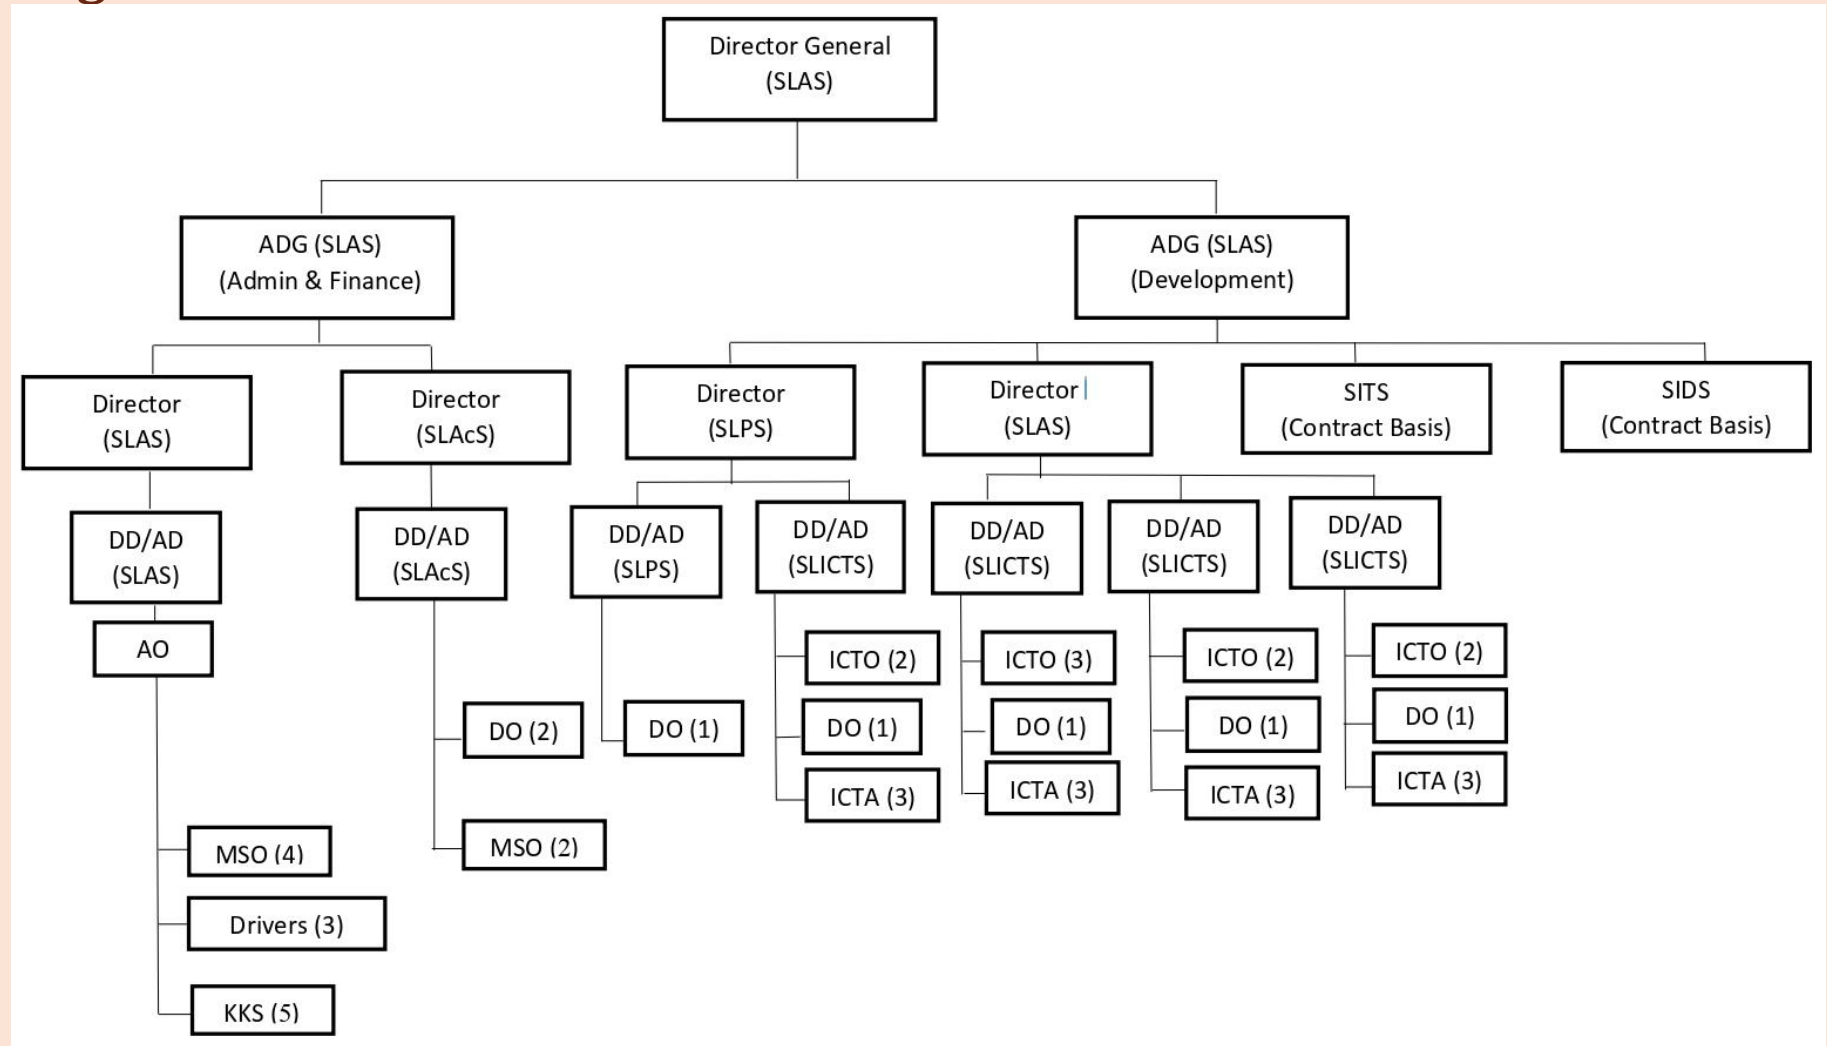 Director General
(SLAS)
ADG (SLAS)
(Admin & Finance)
ADG (SLAS)
(Development)
Director
(SLAS)
Director
(SLAcS)
Director
(SLPS)
Director
(SLAS)
SITS
(Contract Basis)
SIDS
(Contract Basis)
DD/AD
(SLAS)
DD/AD
(SLAcS)
DD/AD
(SLPS)
DD/AD
(SLICTS)
DD/AD
(SLICTS)
DD/AD
(SLICTS)
DD/AD
(SLICTS)
AO
MSO (4)
Drivers (3)
KKS (5)
DO (2)
MSO (2)
DO (1)
ICTO (2)
DO (1)
ICTA (3)
ICTO (3)
DO (1)
ICTA (3)
ICTO (2)
DO (1)
ICTA (3)
ICTO (2)
DO (1)
ICTA (3)